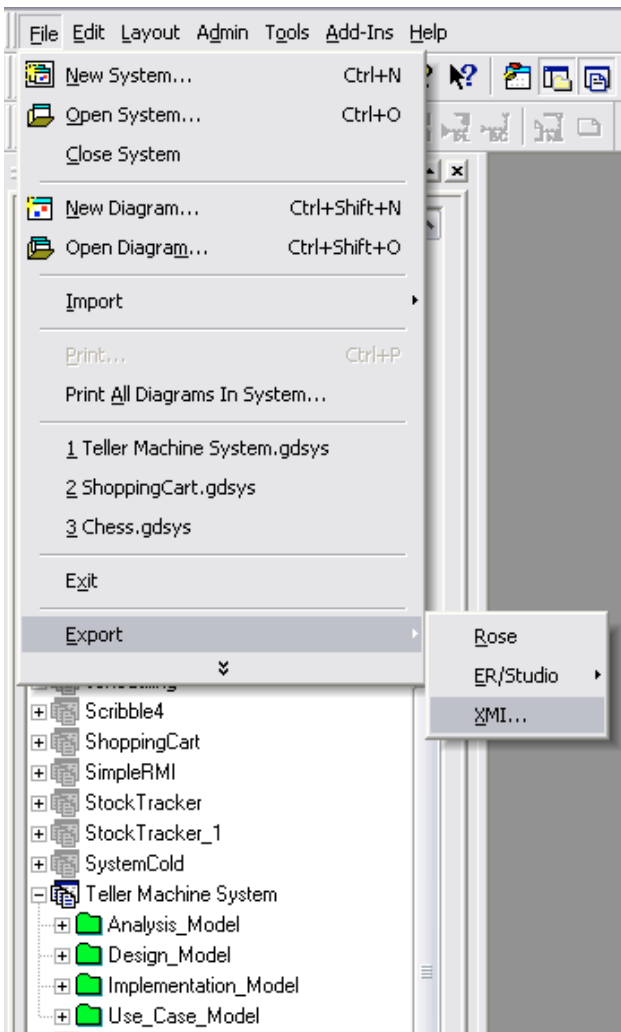 File Edit Layout Admin Tools Add-Ins Help
New System... Ctrl+N
Open System... Ctrl+O
Close System
New Diagram... Ctrl+Shift+N
Open Diagram... Ctrl+Shift+O
Import
Print... Ctrl+P
Print All Diagrams In System...
1 Teller Machine System.gdsys
2 ShoppingCart.gdsys
3 Chess.gdsys
Exit
Export
Rose
ER/Studio
XMI...
Scribble4
ShoppingCart
SimpleRMI
StockTracker
StockTracker_1
SystemCold
Teller Machine System
Analysis_Model
Design_Model
Implementation_Model
Use_Case_Model